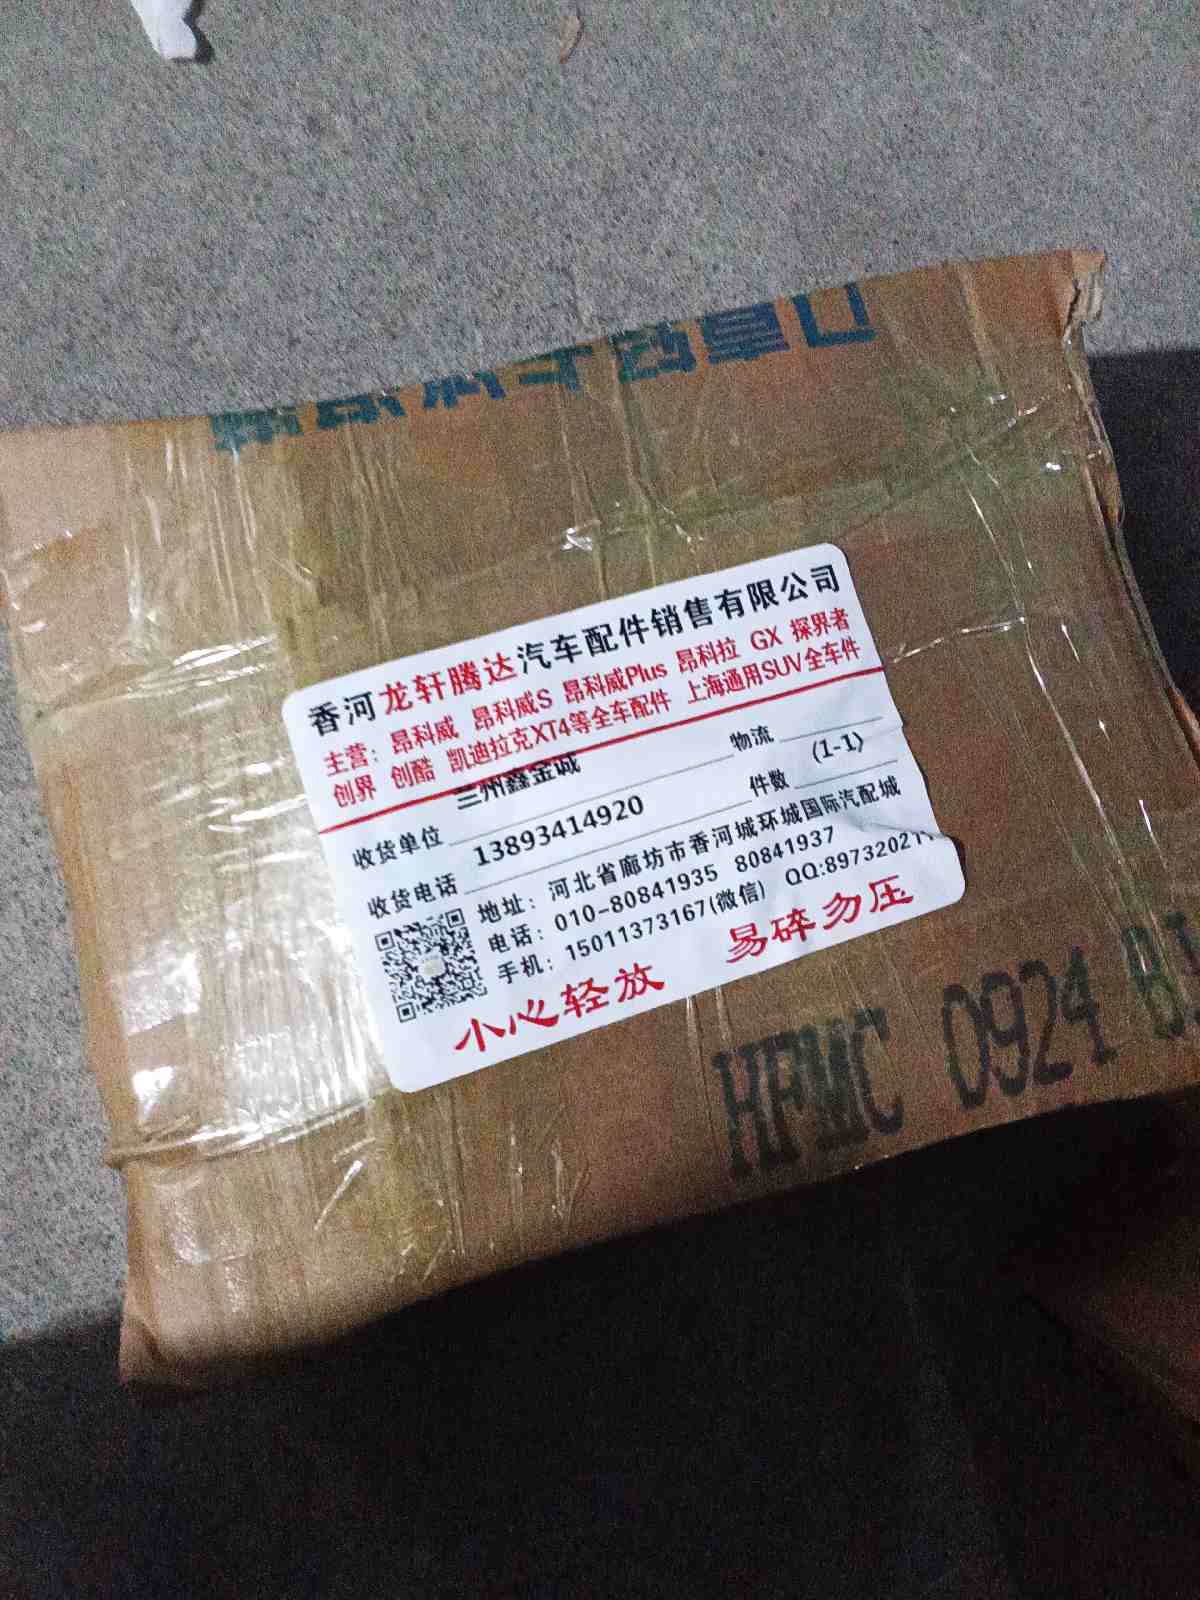 香河龙轩腾达汽车配件销售有限公司
主营：昂科威 昂科威S 昂科威Plus 昂科拉 GX 探界者
创界 创酷 凯迪拉克XT4等全车配件 上海通用SUV全车件
收货单位 兰州鑫金诚 物流
收货电话 13893414920 件数 (1-1)
地址：河北省廊坊市香河城环城国际汽配城
电话：010-80841935 80841937
手机：15011373167(微信) QQ:897320211
小心轻放 易碎勿压
HFMC 0924